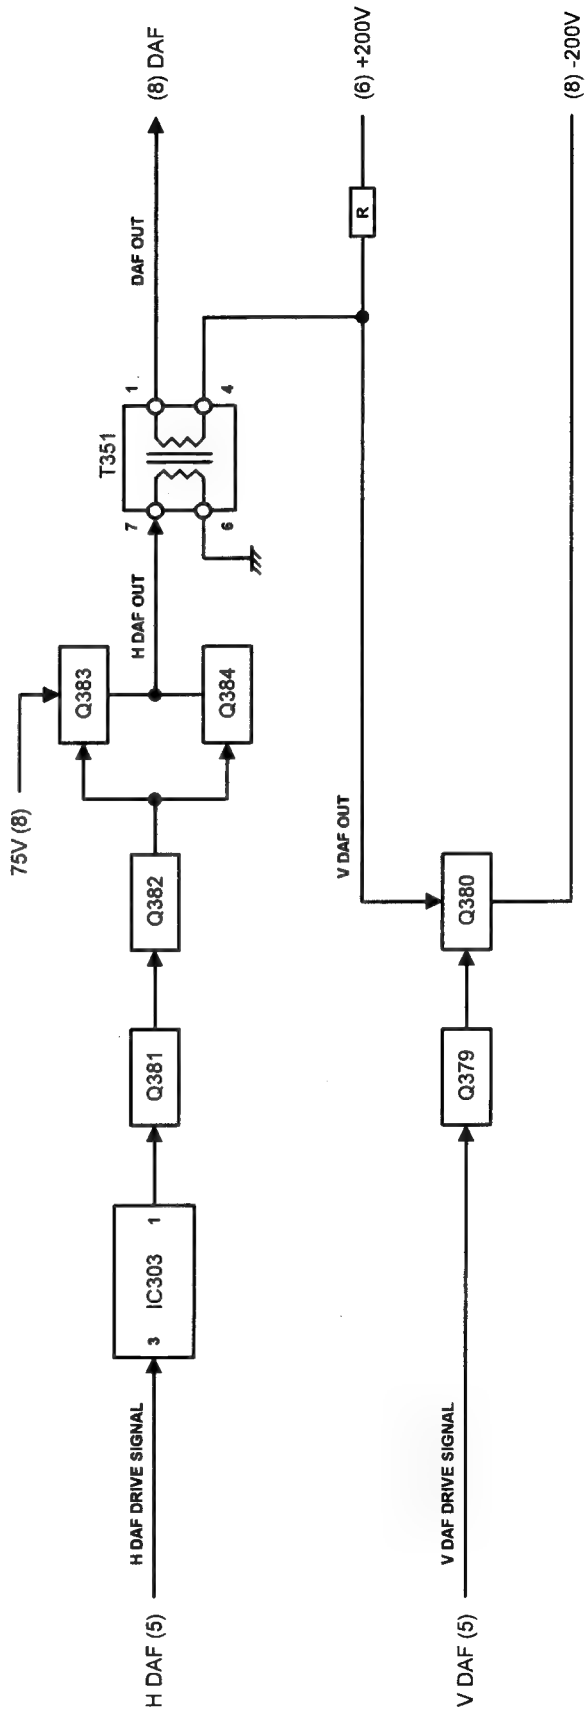 H DAF (5)
H DAF DRIVE SIGNAL
3
IC303
1
Q381
Q382
75V (8)
Q383
Q384
H DAF OUT
T351
7
6
1
4
DAF OUT
(8) DAF
R
(6) +200V
V DAF (5)
V DAF DRIVE SIGNAL
Q379
Q380
V DAF OUT
(8) -200V